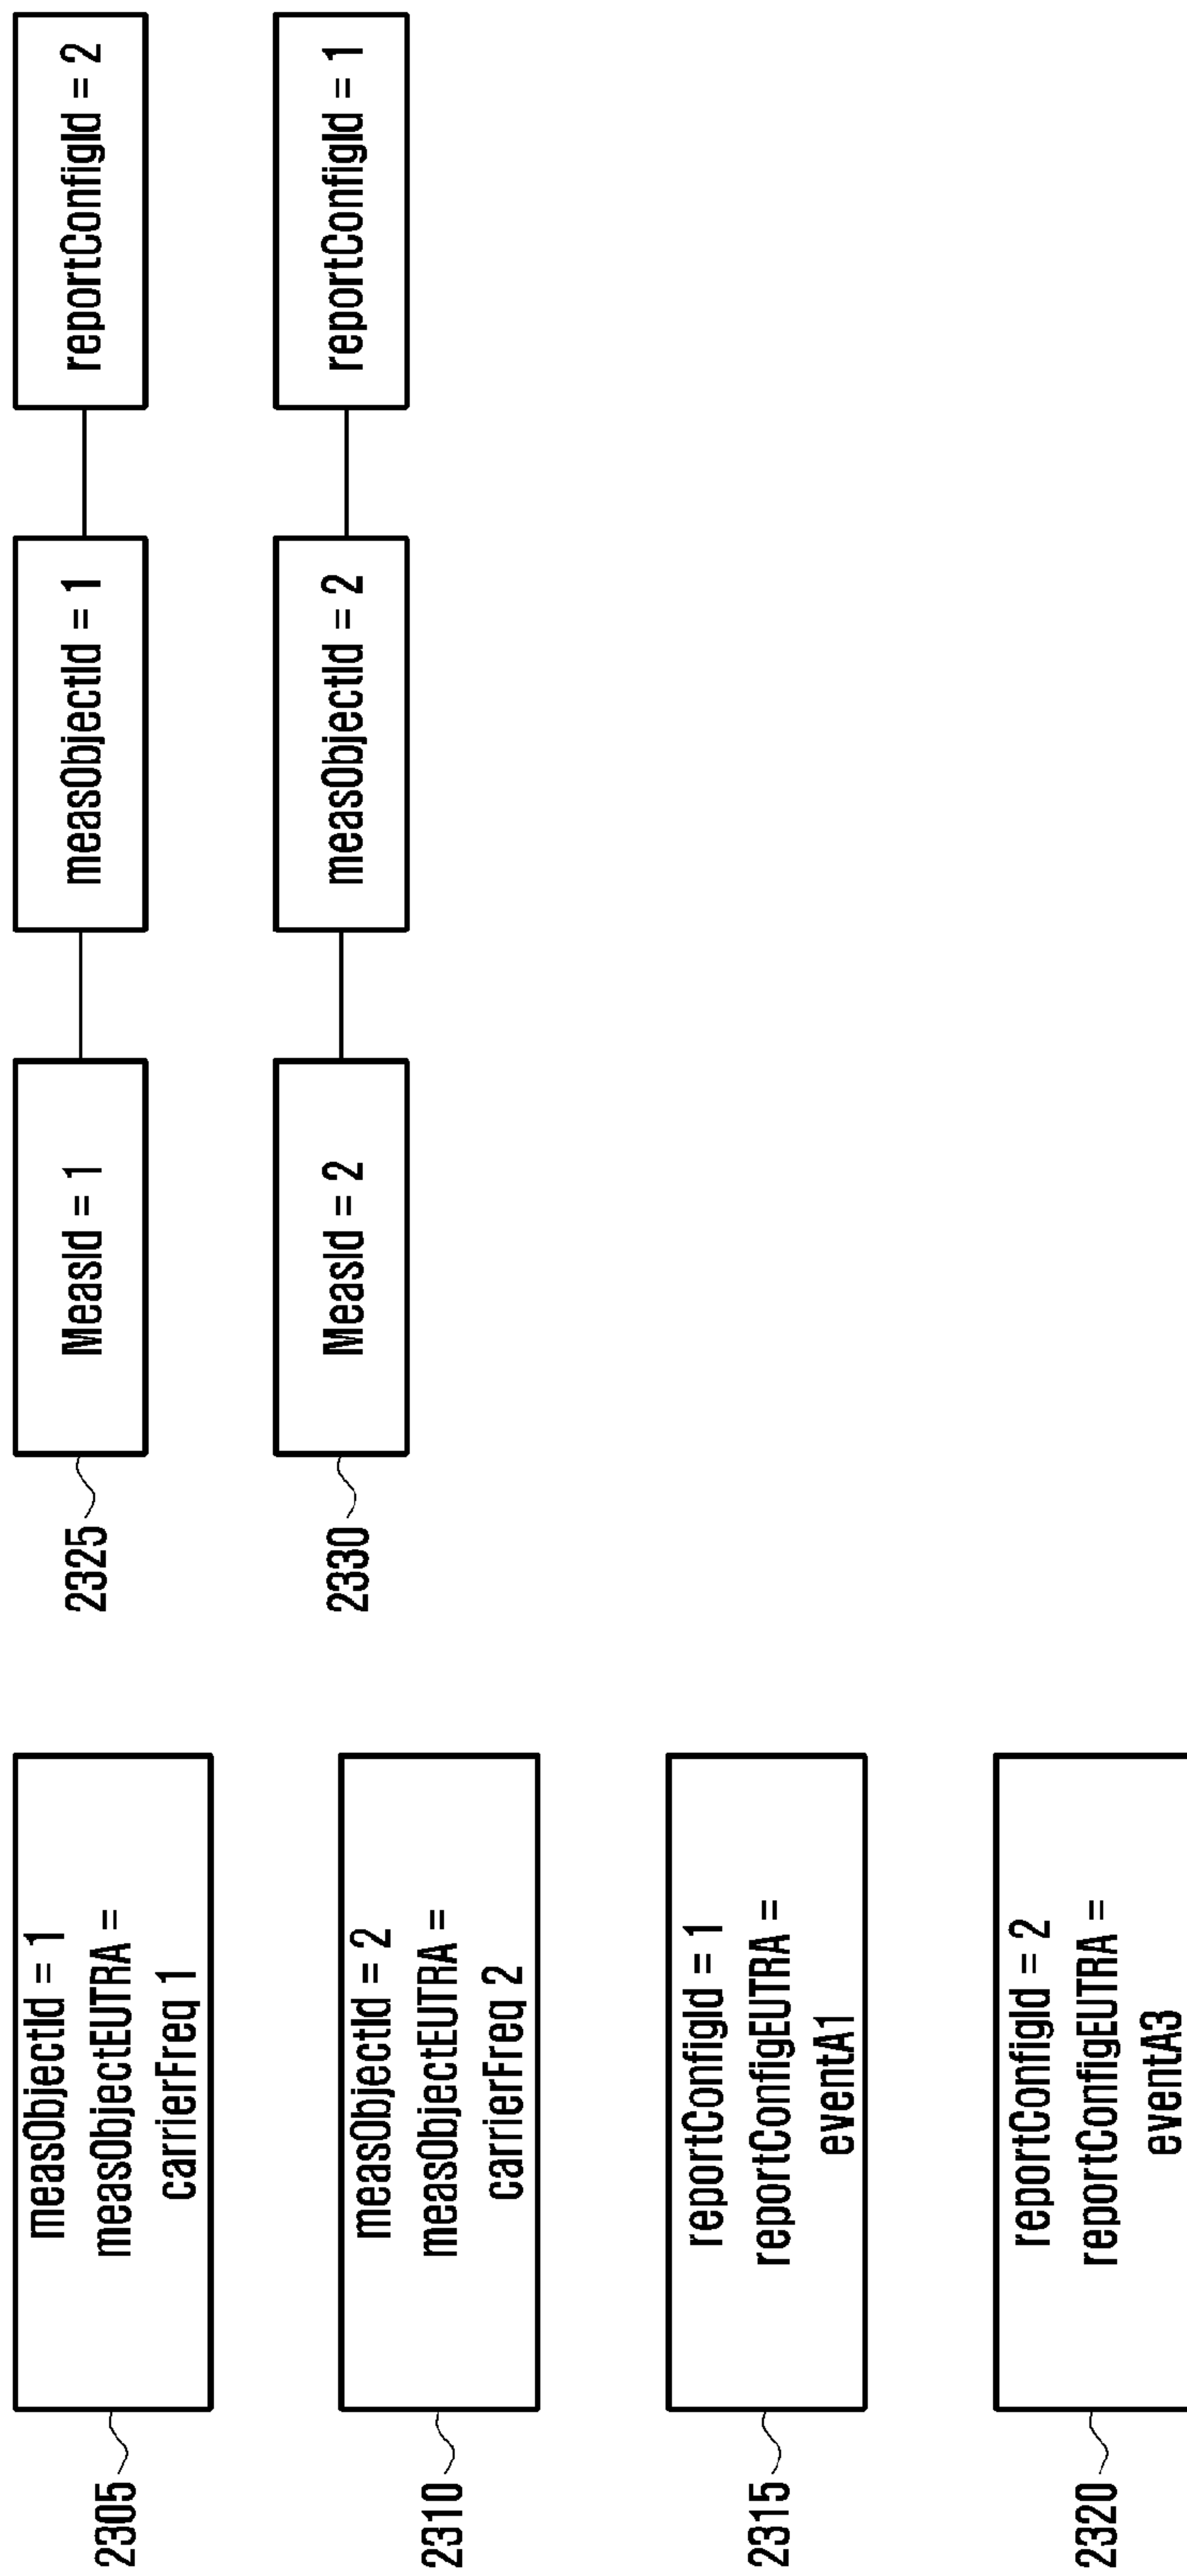 2305
measObjectId = 1
measObjectEUTRA =
carrierFreq 1
2310
measObjectId = 2
measObjectEUTRA =
carrierFreq 2
2315
reportConfigId = 1
reportConfigEUTRA =
eventA1
2320
reportConfigId = 2
reportConfigEUTRA =
eventA3
2325
MeasId = 1
measObjectId = 1
reportConfigId = 2
2330
MeasId = 2
measObjectId = 2
reportConfigId = 1